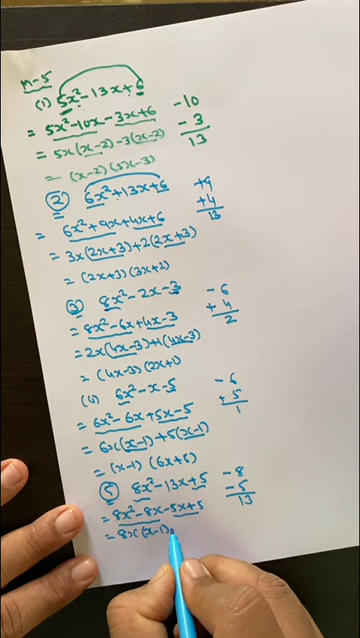 M-5
(1) 5x²-13x+6
= 5x²-10x-3x+6 -10
= 5x(x-2)-3(x-2) -3
= (x-2)(5x-3) 13
(2) 6x²+13x+6 +9
= 6x²+9x+4x+6 +4
= 3x(2x+3)+2(2x+3) 13
= (2x+3)(3x+2)
(3) 8x²-2x-3 -6
= 8x²-6x+4x-3 +4
= 2x(4x-3)+1(4x-3) 2
= (4x-3)(2x+1)
(4) 6x²-x-5 -6
= 6x²-6x+5x-5 +5
= 6x(x-1)+5(x-1) 1
= (x-1)(6x+5)
(5) 8x²-13x+5 -8
= 8x²-8x-5x+5 -5
= 8x(x-1) 13